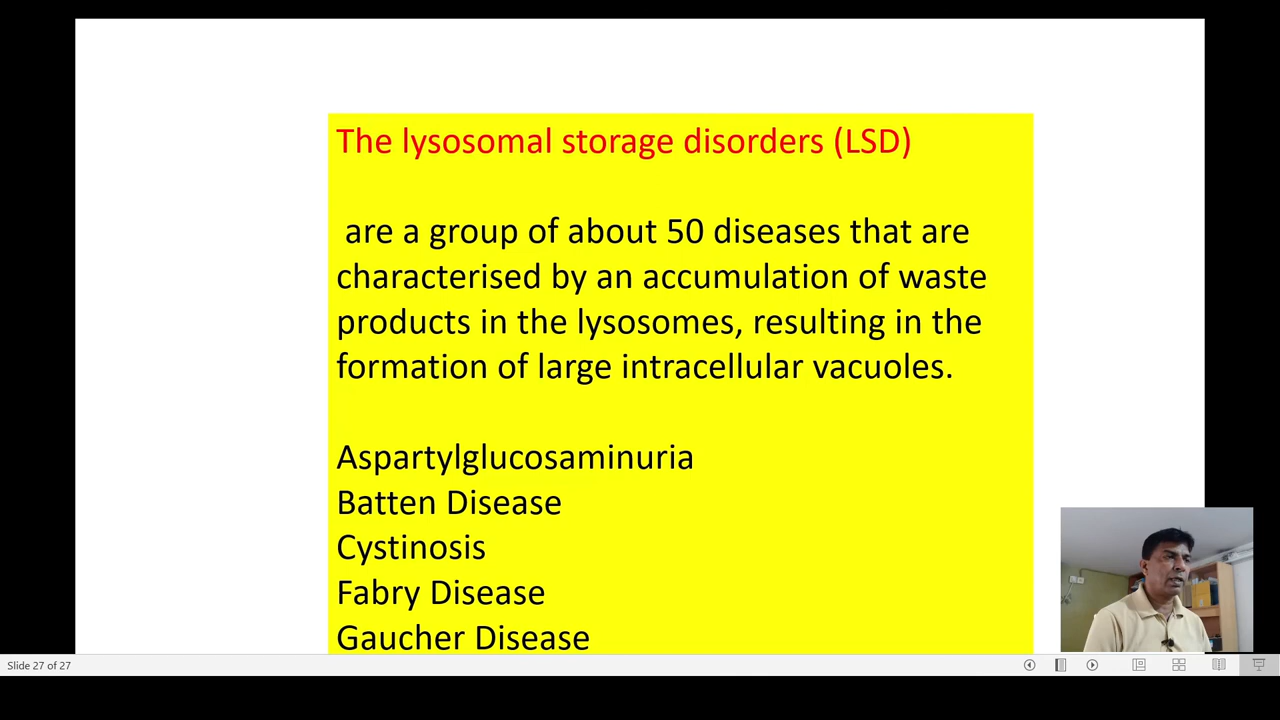 The lysosomal storage disorders (LSD)
are a group of about 50 diseases that are
characterised by an accumulation of waste
products in the lysosomes, resulting in the
formation of large intracellular vacuoles.
Aspartylglucosaminuria
Batten Disease
Cystinosis
Fabry Disease
Gaucher Disease
Slide 27 of 27